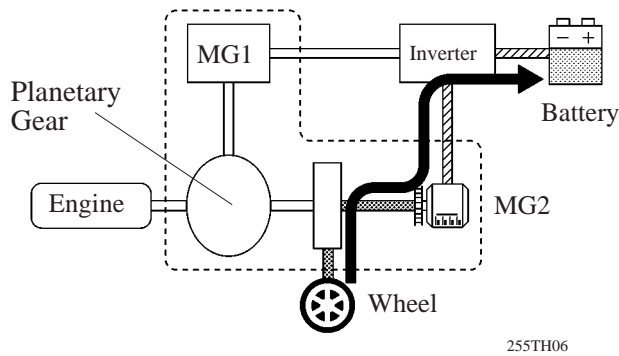 MG1
Inverter
− +
Battery
Planetary
Gear
Engine
MG2
Wheel
255TH06